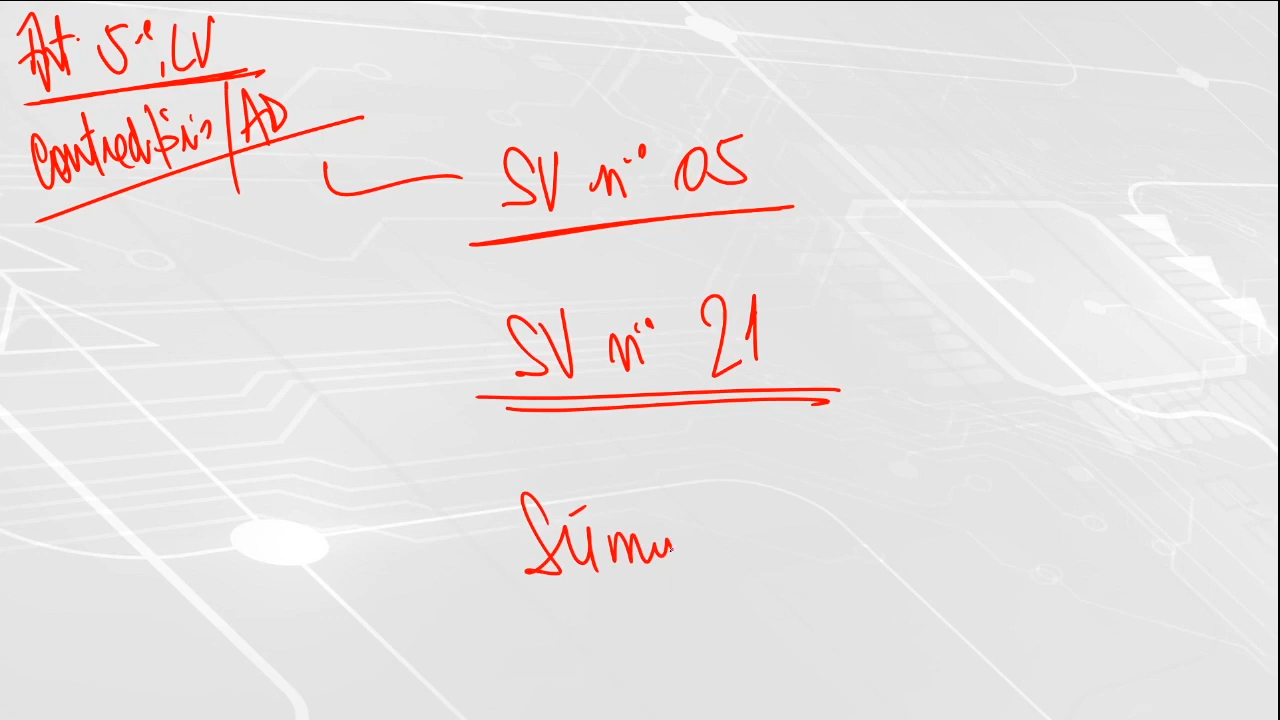 Art. 5º, LV
Contraditório / AD
SV nº 05
SV nº 21
Súmu